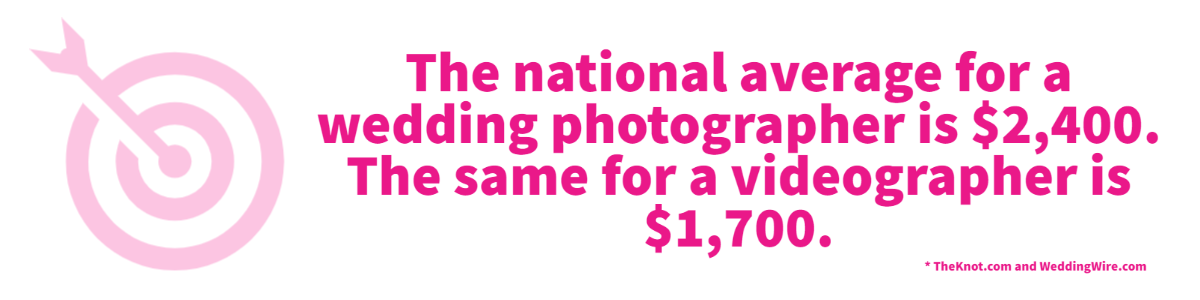 The national average for a
wedding photographer is $2,400.
The same for a videographer is
$1,700.
* TheKnot.com and WeddingWire.com